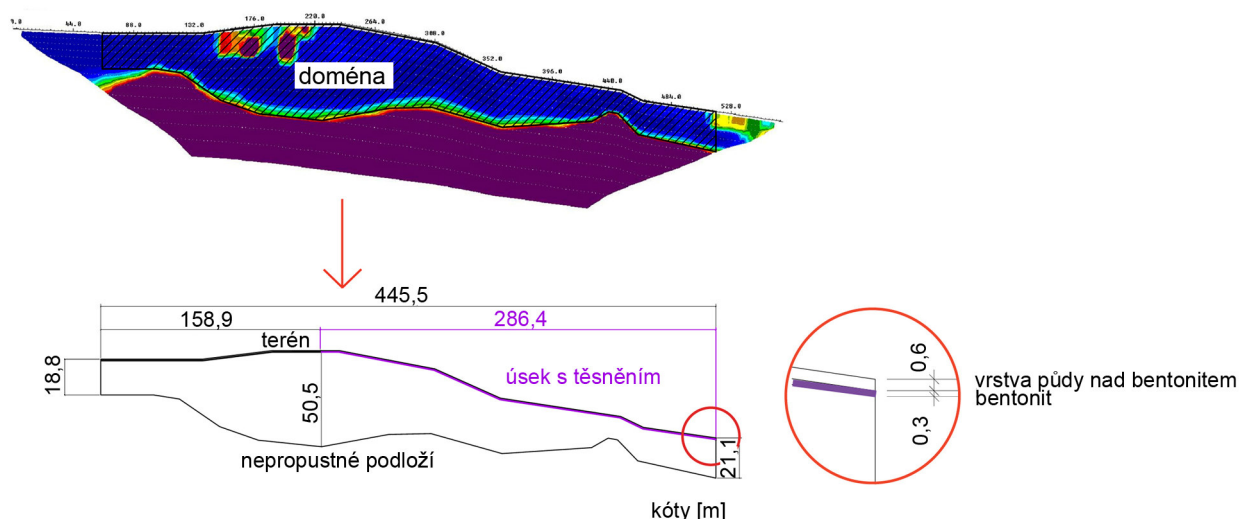 0.0 44.0 88.0 132.0 176.0 220.0 264.0
308.0
352.0
396.0
440.0
484.0
528.0
doména
445,5
158,9 286,4
terén
18,8
50,5
úsek s těsněním
nepropustné podloží
21,1
kóty [m]
0,6
vrstva půdy nad bentonitem
bentonit
0,3